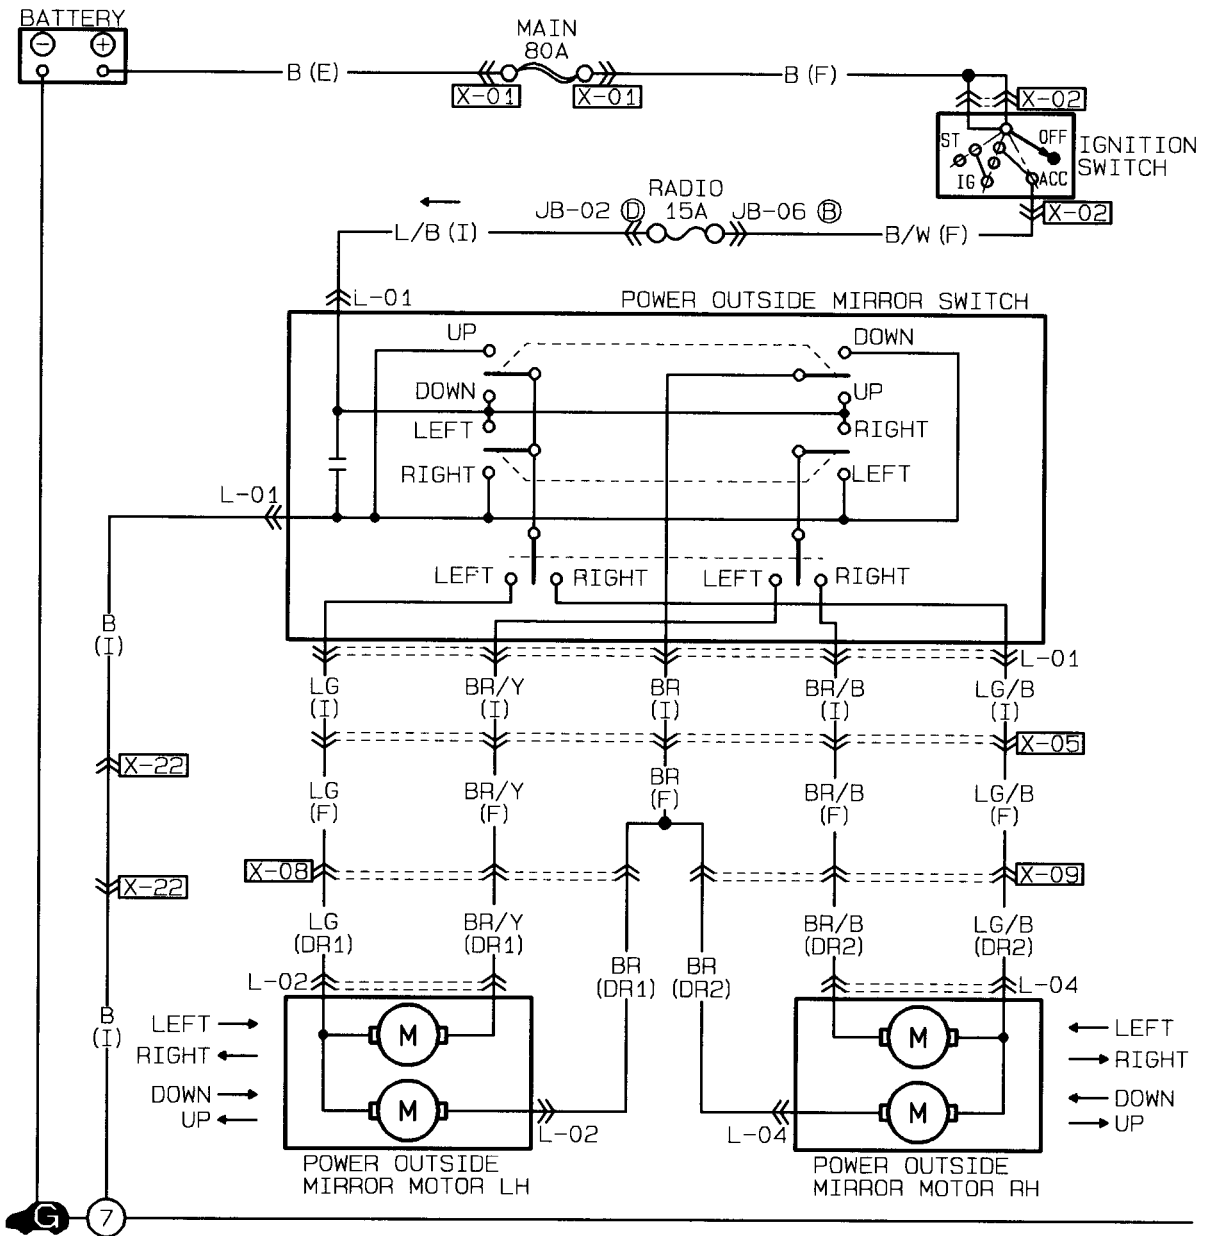 BATTERY
− +
MAIN
80A
B (E)
B (F)
X-01
X-01
X-02
ST
OFF
IG
ACC
IGNITION
SWITCH
X-02
RADIO
JB-02 Ⓓ 15A JB-06 Ⓑ
L/B (I)
B/W (F)
L-01
POWER OUTSIDE MIRROR SWITCH
UP
DOWN
DOWN
UP
LEFT
RIGHT
RIGHT
LEFT
L-01
LEFT
RIGHT
LEFT
RIGHT
B
(I)
L-01
LG
(I)
BR/Y
(I)
BR
(I)
BR/B
(I)
LG/B
(I)
X-05
X-22
LG
(F)
BR/Y
(F)
BR
(F)
BR/B
(F)
LG/B
(F)
X-22
X-08
X-09
LG
(DR1)
BR/Y
(DR1)
BR
(DR1)
BR
(DR2)
BR/B
(DR2)
LG/B
(DR2)
L-02
L-04
B
(I)
LEFT
RIGHT
DOWN
UP
M
M
M
M
LEFT
RIGHT
DOWN
UP
L-02
L-04
POWER OUTSIDE
MIRROR MOTOR LH
POWER OUTSIDE
MIRROR MOTOR RH
G
7